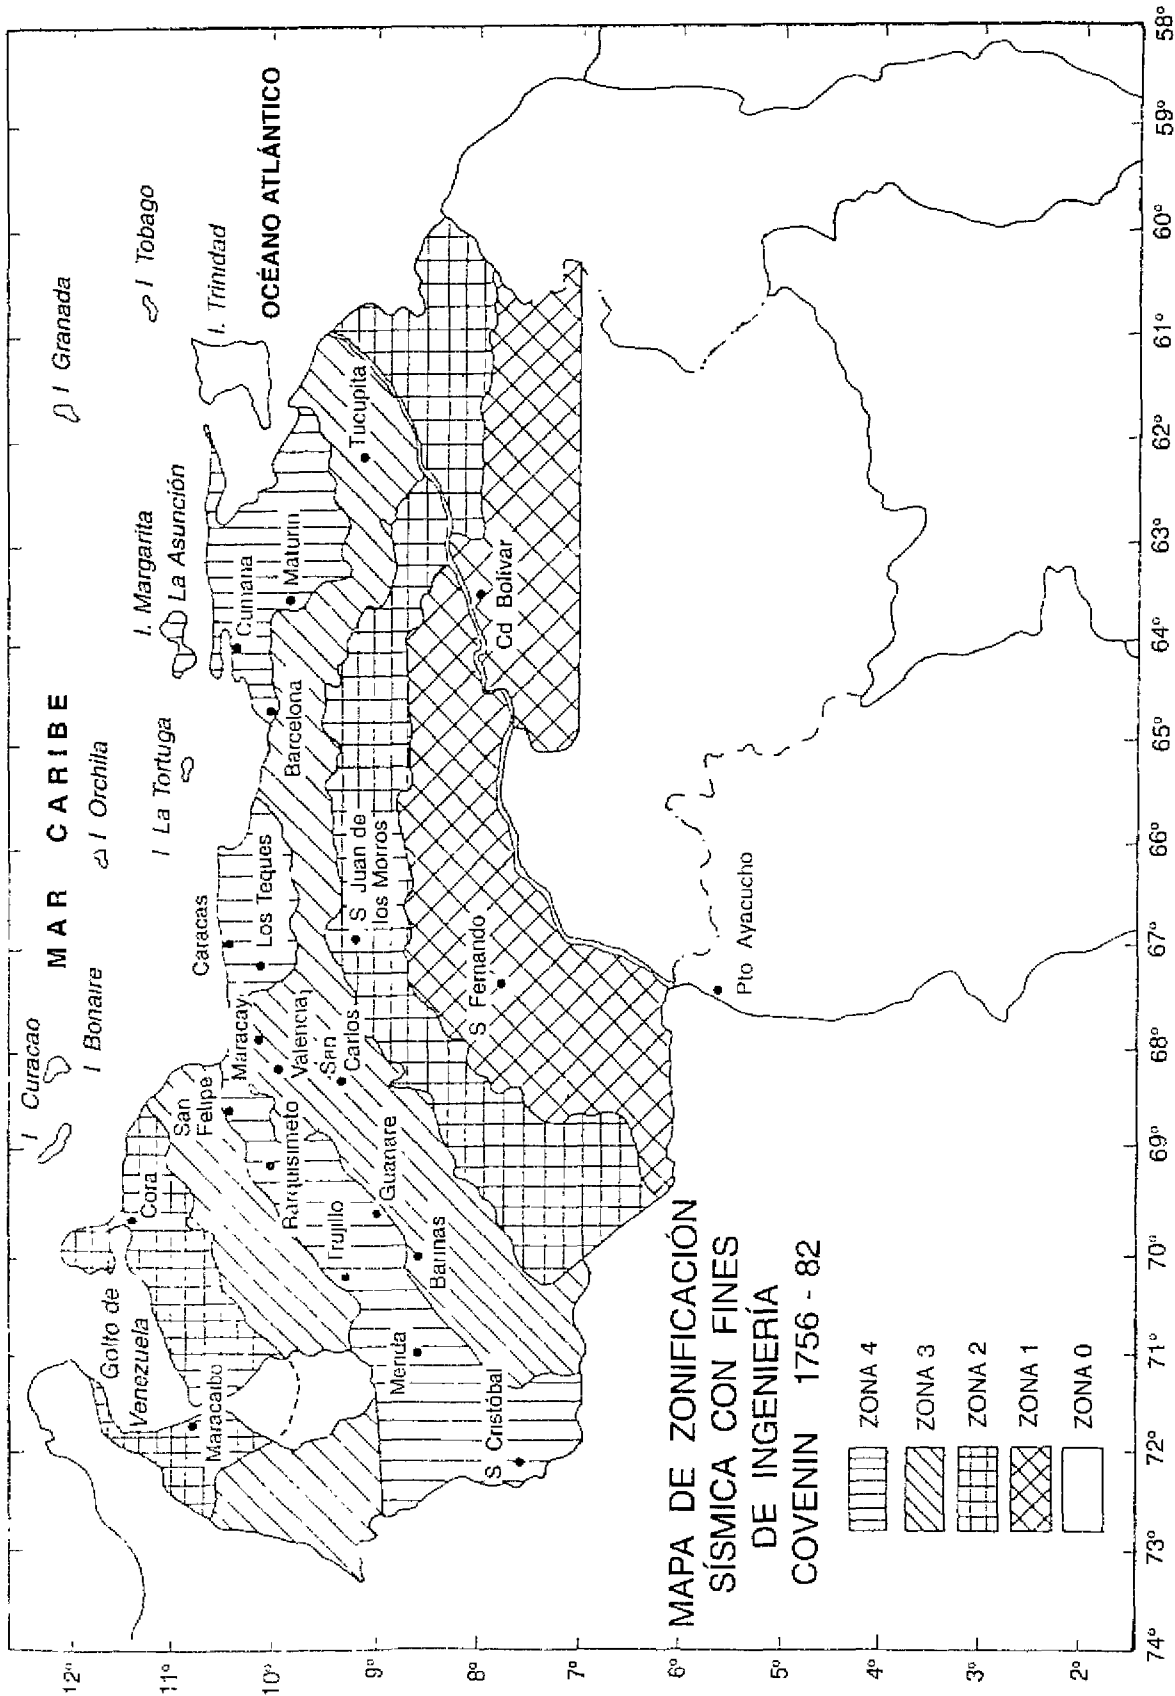 MAR CARIBE
OCÉANO ATLÁNTICO
I Curacao
I Bonaire
I Orchila
I La Tortuga
I. Margarita
La Asunción
I Granada
I Tobago
I. Trinidad
Golto de
Venezuela
Maracaibo
Cora
San
Felipe
Maracay
Valencia
San
Carlos
Barquisimeto
Trujillo
Guanare
Barinas
Merida
S Cristóbal
Caracas
Los Teques
S Juan de
los Morros
S Fernando
Barcelona
Cumana
Maturin
Tucupita
Cd Bolívar
Pto Ayacucho
MAPA DE ZONIFICACIÓN
SÍSMICA CON FINES
DE INGENIERÍA
COVENIN 1756 - 82
ZONA 4
ZONA 3
ZONA 2
ZONA 1
ZONA 0
12°
11°
10°
9°
8°
7°
6°
5°
4°
3°
2°
74°
73°
72°
71°
70°
69°
68°
67°
66°
65°
64°
63°
62°
61°
60°
59°
58°